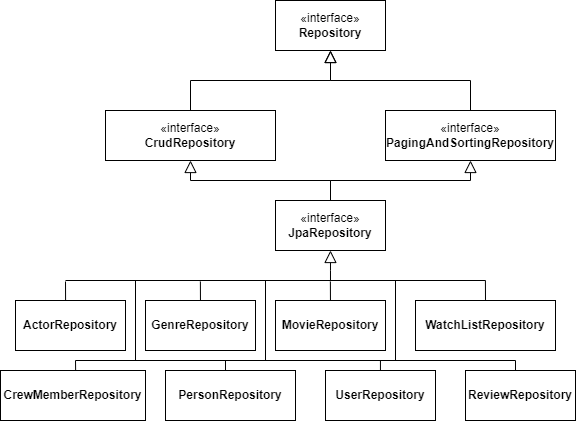 «interface»
Repository
«interface»
CrudRepository
«interface»
PagingAndSortingRepository
«interface»
JpaRepository
ActorRepository
GenreRepository
MovieRepository
WatchListRepository
CrewMemberRepository
PersonRepository
UserRepository
ReviewRepository